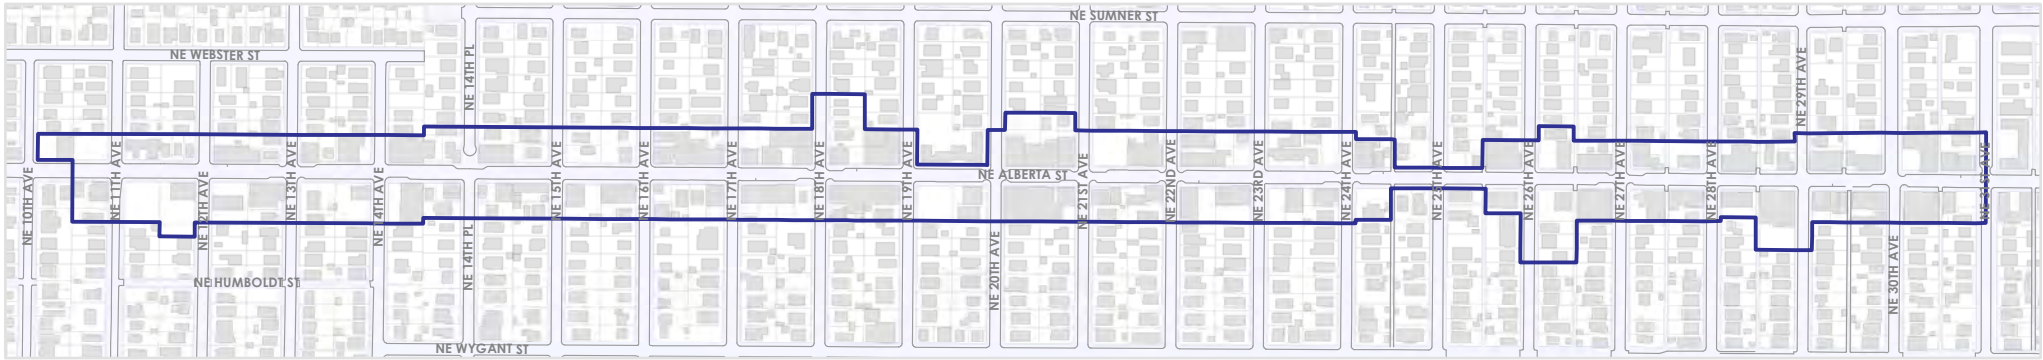 NE SUMNER ST
NE WEBSTER ST
NE 14TH PL
NE 29TH AVE
NE ALBERTA ST
NE 10TH AVE
NE 11TH AVE
NE 12TH AVE
NE 13TH AVE
NE 14TH AVE
NE 15TH AVE
NE 16TH AVE
NE 17TH AVE
NE 18TH AVE
NE 19TH AVE
NE 21ST AVE
NE 22ND AVE
NE 23RD AVE
NE 24TH AVE
NE 25TH AVE
NE 26TH AVE
NE 27TH AVE
NE 28TH AVE
NE 31ST AVE
NE 14TH PL
NE 20TH AVE
NE 30TH AVE
NE HUMBOLDT ST
NE WYGANT ST